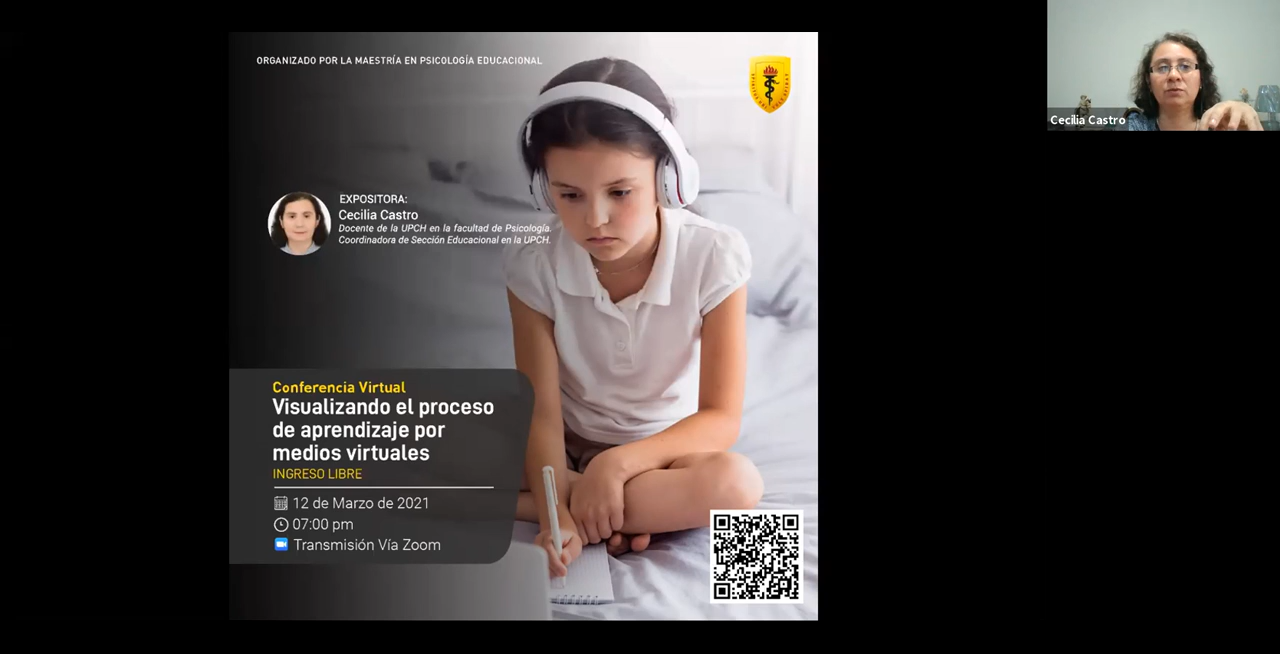 ORGANIZADO POR LA MAESTRÍA EN PSICOLOGÍA EDUCACIONAL
EXPOSITORA:
Cecilia Castro
Docente de la UPCH en la facultad de Psicología.
Coordinadora de Sección Educacional en la UPCH.
Conferencia Virtual
Visualizando el proceso
de aprendizaje por
medios virtuales
INGRESO LIBRE
12 de Marzo de 2021
07:00 pm
Transmisión Vía Zoom
Cecilia Castro